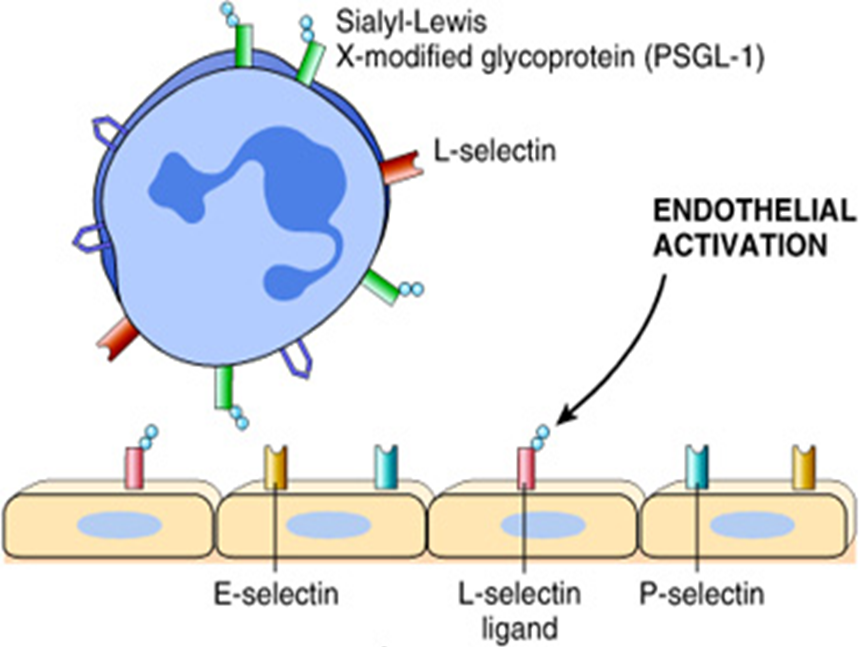 Sialyl-Lewis
X-modified glycoprotein (PSGL-1)
L-selectin
ENDOTHELIAL
ACTIVATION
E-selectin
L-selectin
ligand
P-selectin